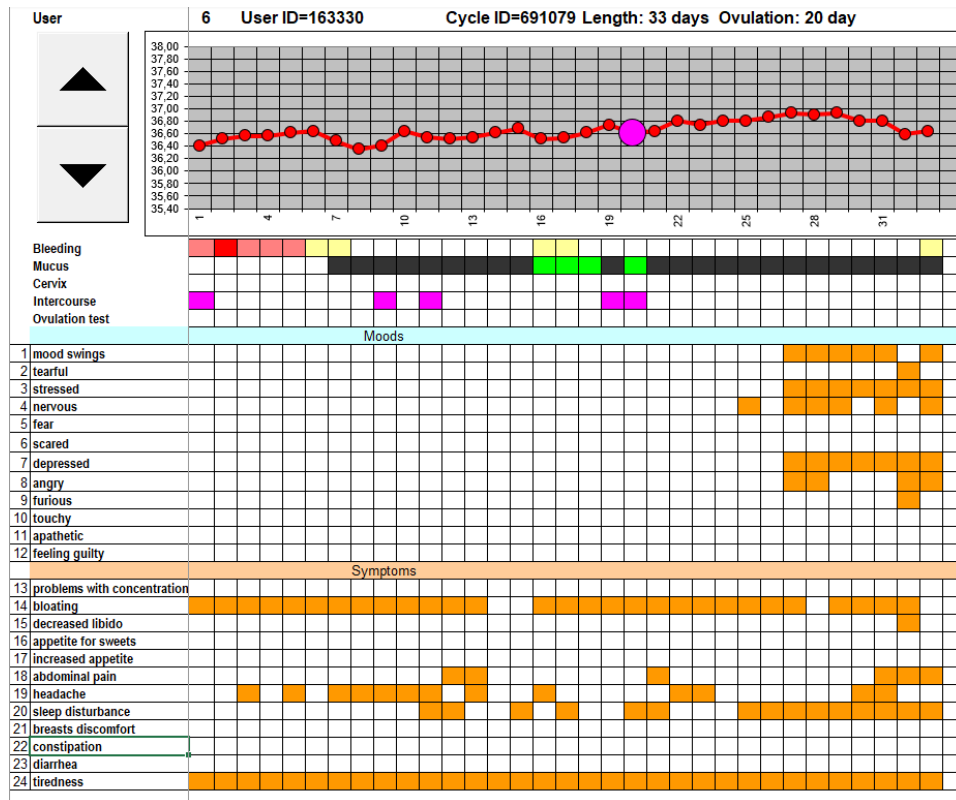 User 6 User ID=163330 Cycle ID=691079 Length: 33 days Ovulation: 20 day
38,00
37,80
37,60
37,40
37,20
37,00
36,80
36,60
36,40
36,20
36,00
35,80
35,60
35,40
1 4 7 10 13 16 19 22 25 28 31
Bleeding
Mucus
Cervix
Intercourse
Ovulation test
Moods
1 mood swings
2 tearful
3 stressed
4 nervous
5 fear
6 scared
7 depressed
8 angry
9 furious
10 touchy
11 apathetic
12 feeling guilty
Symptoms
13 problems with concentration
14 bloating
15 decreased libido
16 appetite for sweets
17 increased appetite
18 abdominal pain
19 headache
20 sleep disturbance
21 breasts discomfort
22 constipation
23 diarrhea
24 tiredness